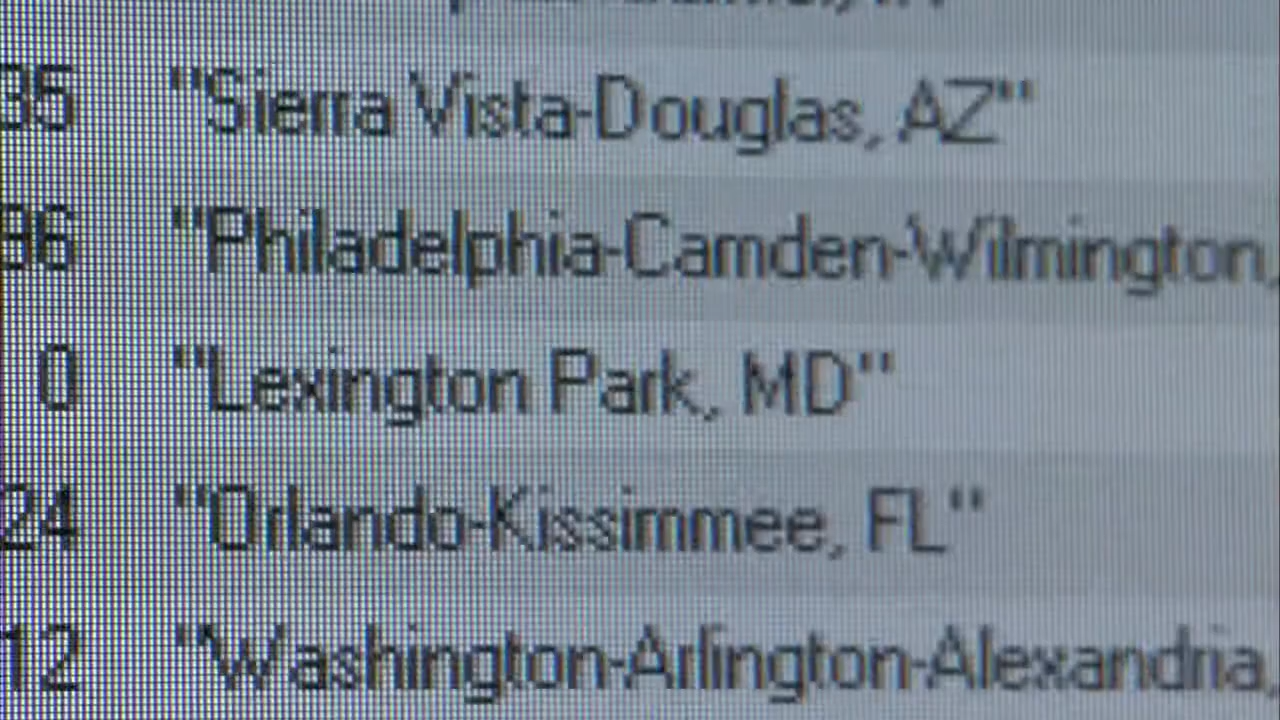 35 "Sierra Vista-Douglas, AZ"
36 "Philadelphia-Camden-Wilmington,
0 "Lexington Park, MD"
24 "Orlando-Kissimmee, FL"
12 "Washington-Arlington-Alexandria,